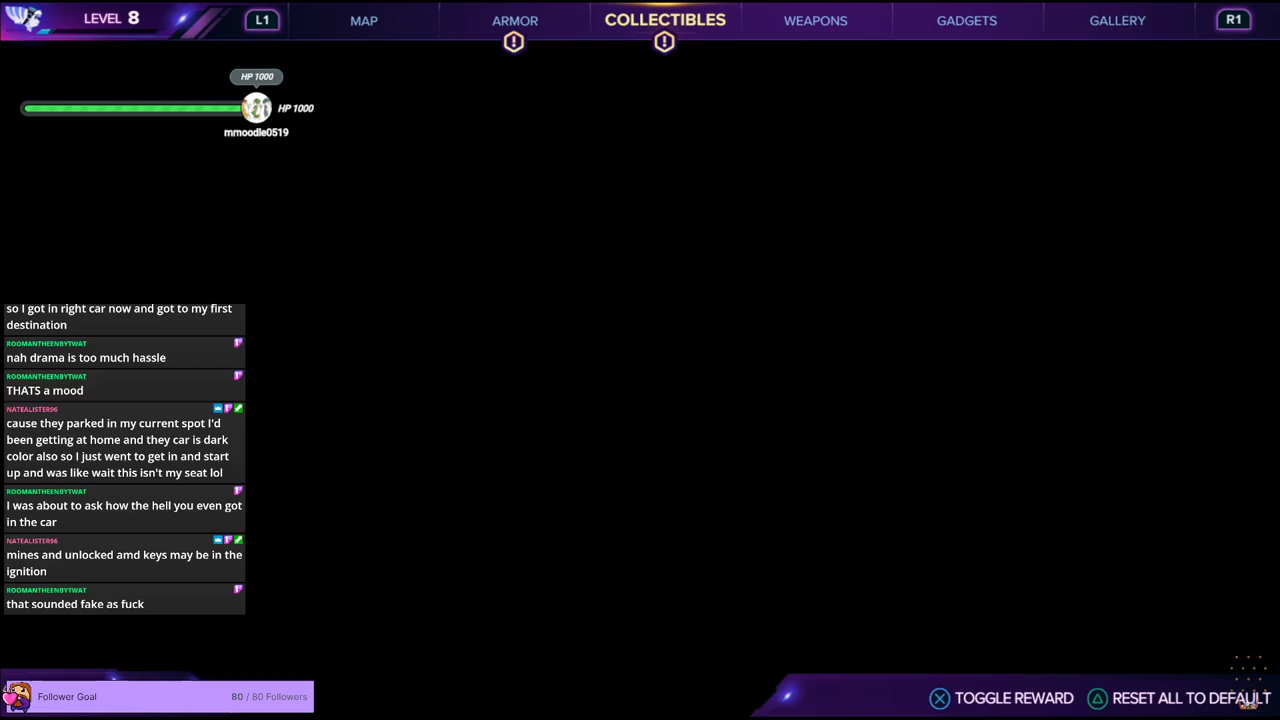 LEVEL 8
L1
MAP
ARMOR
COLLECTIBLES
WEAPONS
GADGETS
GALLERY
R1
HP 1000
HP 1000
mmoodle0519
so I got in right car now and got to my first
destination
ROOMANTHEENBYTWAT
nah drama is too much hassle
ROOMANTHEENBYTWAT
THATS a mood
NATEALISTER96
cause they parked in my current spot I'd
been getting at home and they car is dark
color also so I just went to get in and start
up and was like wait this isn't my seat lol
ROOMANTHEENBYTWAT
I was about to ask how the hell you even got
in the car
NATEALISTER96
mines and unlocked amd keys may be in the
ignition
ROOMANTHEENBYTWAT
that sounded fake as fuck
Follower Goal
80 / 80 Followers
TOGGLE REWARD
RESET ALL TO DEFAULT